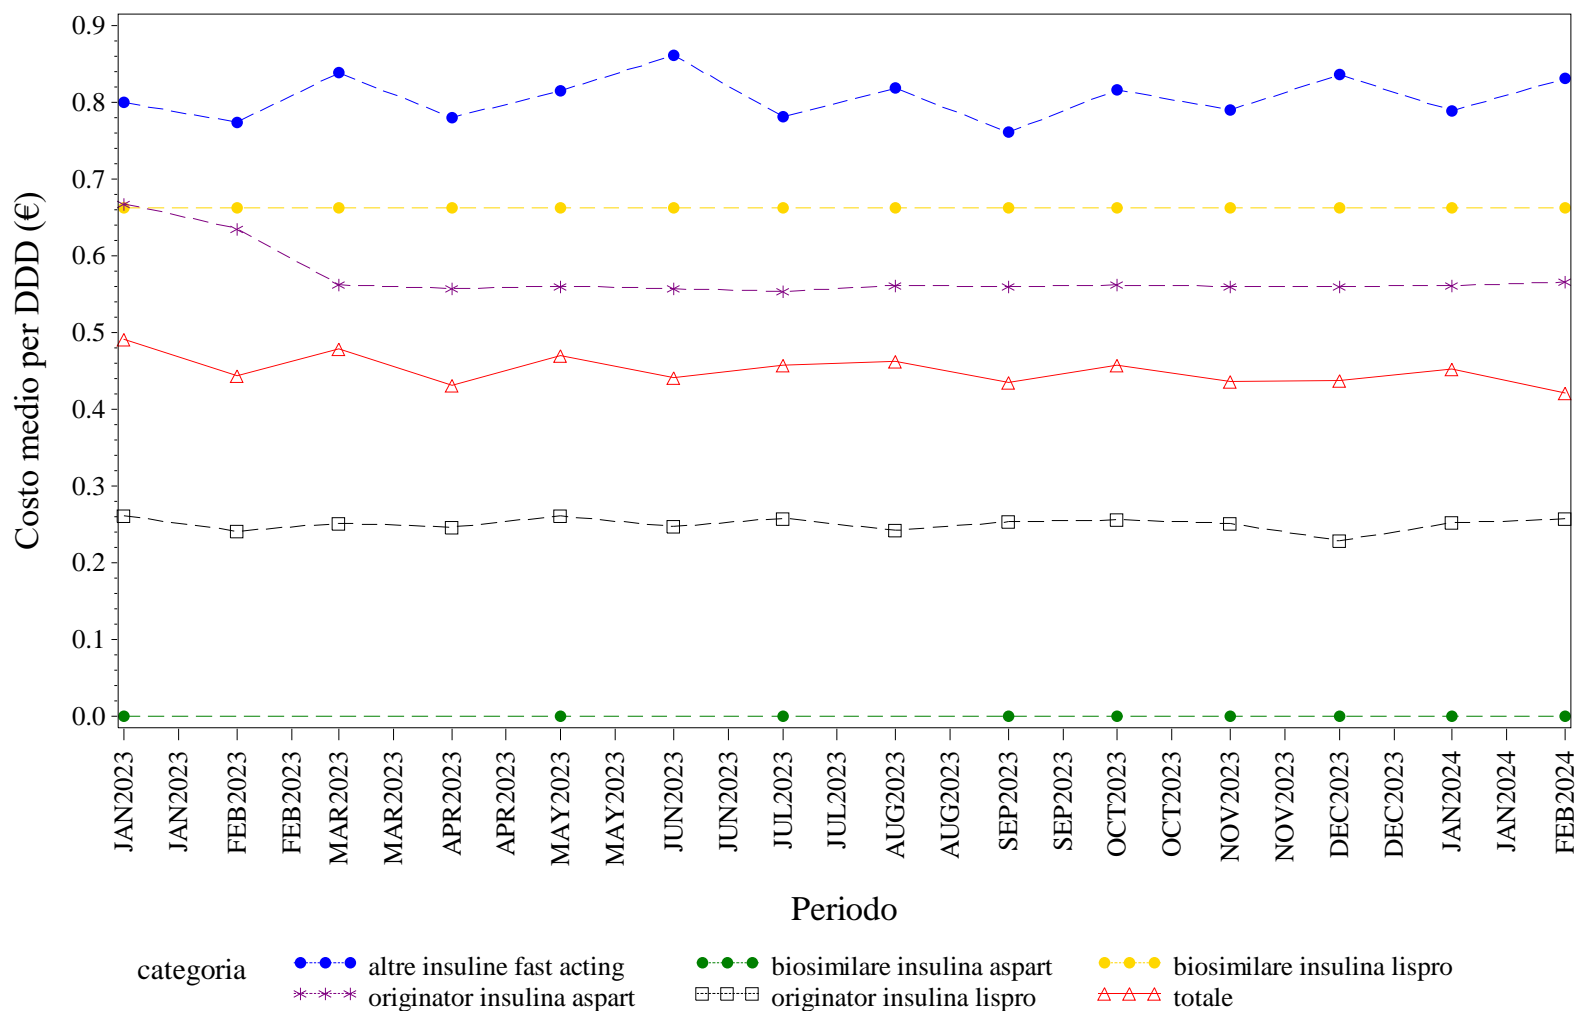 0.9
0.8
0.7
0.6
0.5
0.4
0.3
0.2
0.1
0.0
Costo medio per DDD (€)
JAN2023
JAN2023
FEB2023
FEB2023
MAR2023
MAR2023
APR2023
APR2023
MAY2023
MAY2023
JUN2023
JUN2023
JUL2023
JUL2023
AUG2023
AUG2023
SEP2023
SEP2023
OCT2023
OCT2023
NOV2023
NOV2023
DEC2023
DEC2023
JAN2024
JAN2024
FEB2024
Periodo
categoria altre insuline fast acting biosimilare insulina aspart biosimilare insulina lispro
originator insulina aspart originator insulina lispro totale